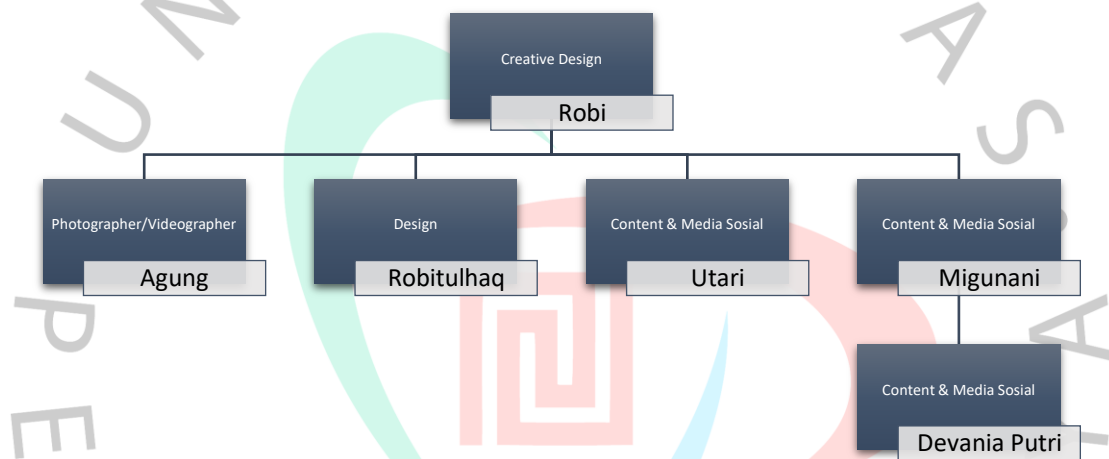 Creative Design
Robi
Photographer/Videographer
Agung
Design
Robitulhaq
Content & Media Sosial
Utari
Content & Media Sosial
Migunani
Content & Media Sosial
Devania Putri